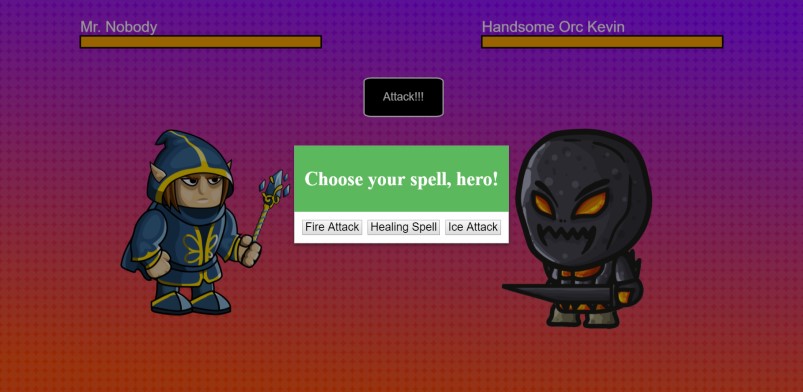 Mr. Nobody
Handsome Orc Kevin
Attack!!!
Choose your spell, hero!
Fire Attack Healing Spell Ice Attack